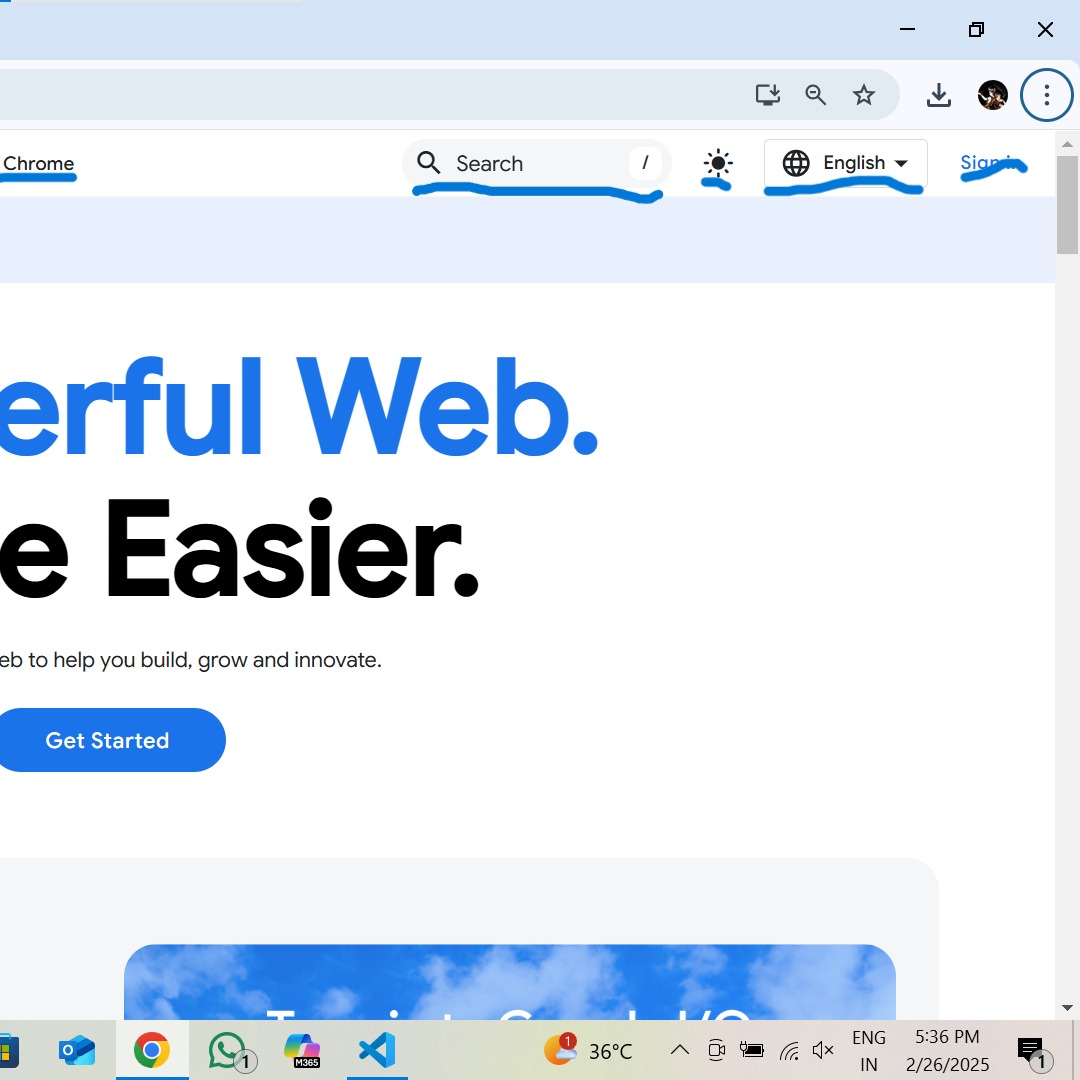 Chrome
Search /
English
Sign in
erful Web.
e Easier.
eb to help you build, grow and innovate.
Get Started
M365
1
1
36°C
ENG
IN
5:36 PM
2/26/2025
1